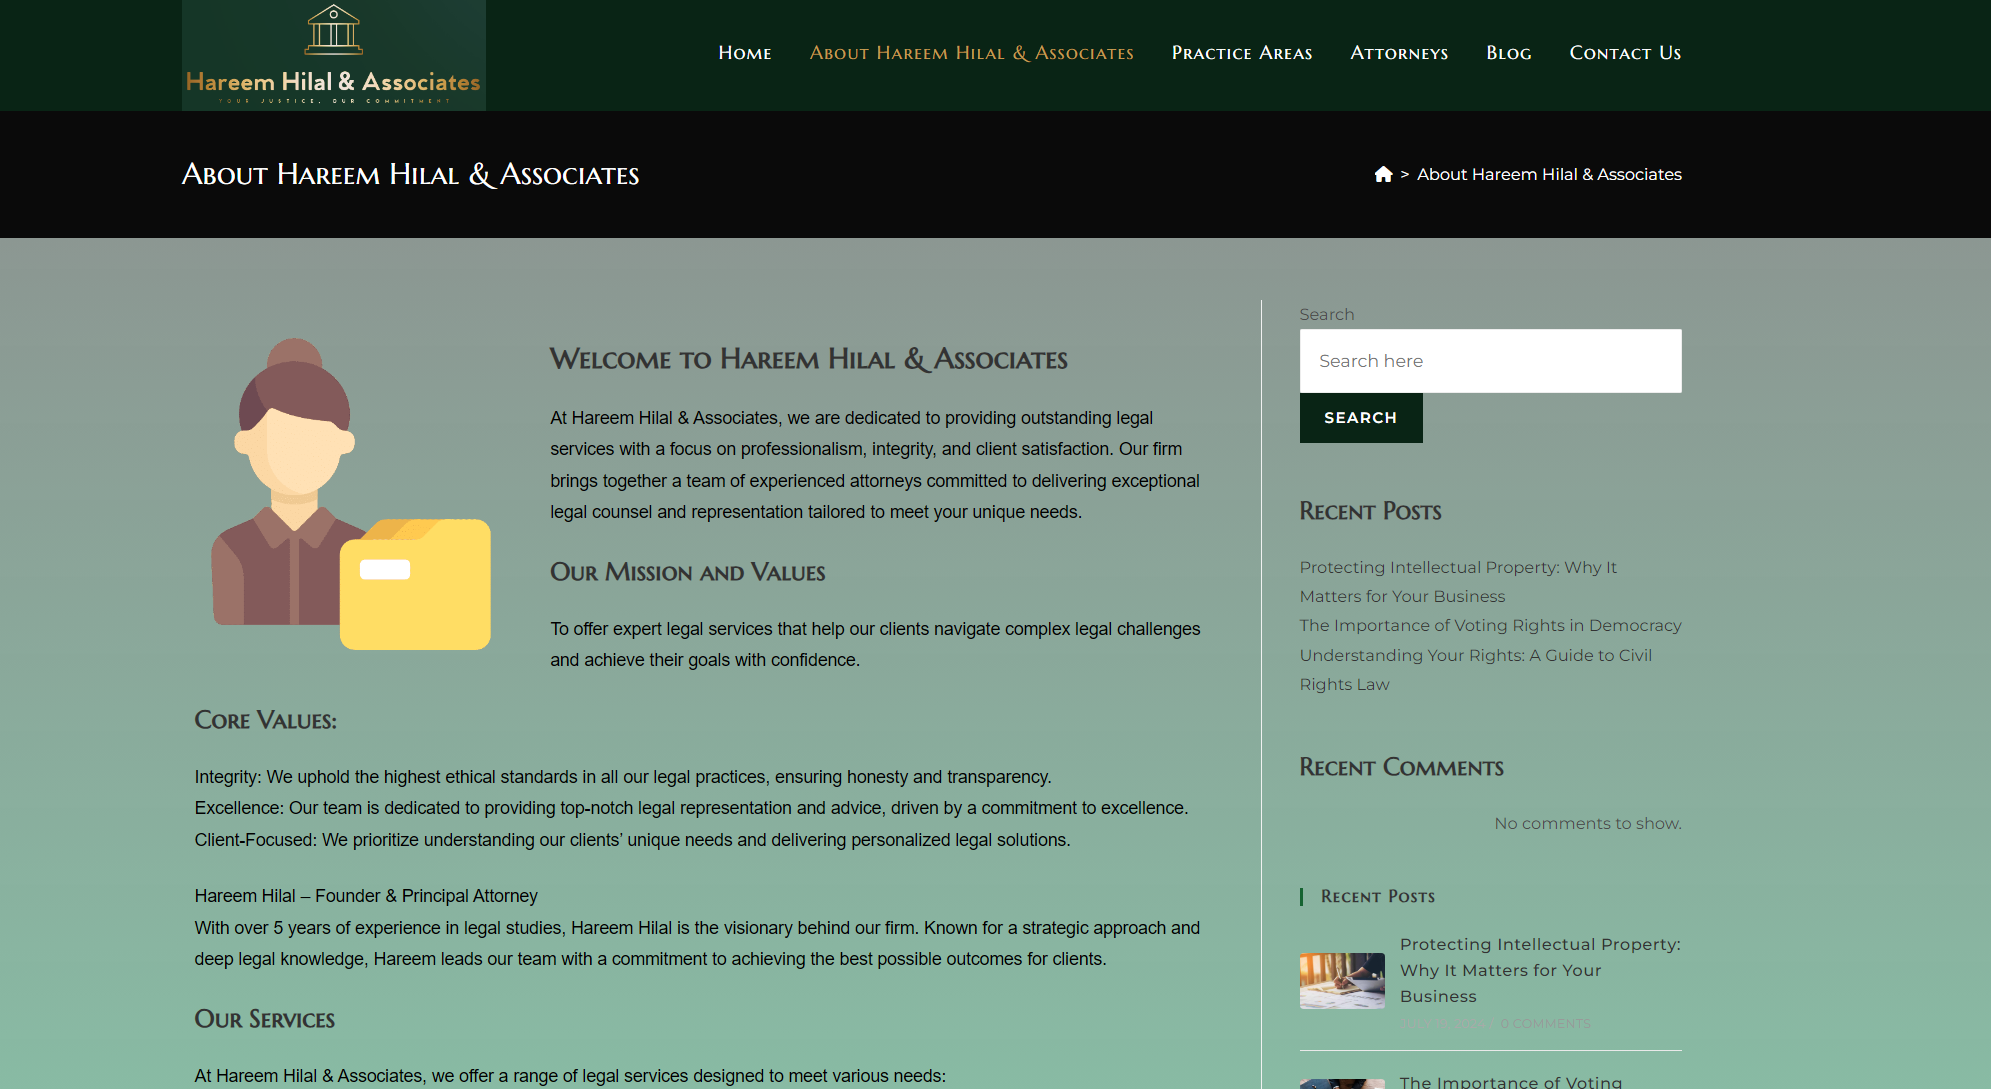 Hareem Hilal & Associates
YOUR JUSTICE, OUR COMMITMENT
Home
About Hareem Hilal & Associates
Practice Areas
Attorneys
Blog
Contact Us
About Hareem Hilal & Associates
> About Hareem Hilal & Associates
Welcome to Hareem Hilal & Associates
At Hareem Hilal & Associates, we are dedicated to providing outstanding legal
services with a focus on professionalism, integrity, and client satisfaction. Our firm
brings together a team of experienced attorneys committed to delivering exceptional
legal counsel and representation tailored to meet your unique needs.
Our Mission and Values
To offer expert legal services that help our clients navigate complex legal challenges
and achieve their goals with confidence.
Core Values:
Integrity: We uphold the highest ethical standards in all our legal practices, ensuring honesty and transparency.
Excellence: Our team is dedicated to providing top-notch legal representation and advice, driven by a commitment to excellence.
Client-Focused: We prioritize understanding our clients’ unique needs and delivering personalized legal solutions.
Hareem Hilal – Founder & Principal Attorney
With over 5 years of experience in legal studies, Hareem Hilal is the visionary behind our firm. Known for a strategic approach and
deep legal knowledge, Hareem leads our team with a commitment to achieving the best possible outcomes for clients.
Our Services
At Hareem Hilal & Associates, we offer a range of legal services designed to meet various needs:
Search
Search here
SEARCH
Recent Posts
Protecting Intellectual Property: Why It
Matters for Your Business
The Importance of Voting Rights in Democracy
Understanding Your Rights: A Guide to Civil
Rights Law
Recent Comments
No comments to show.
Recent Posts
Protecting Intellectual Property:
Why It Matters for Your
Business
0 COMMENTS
The Importance of Voting